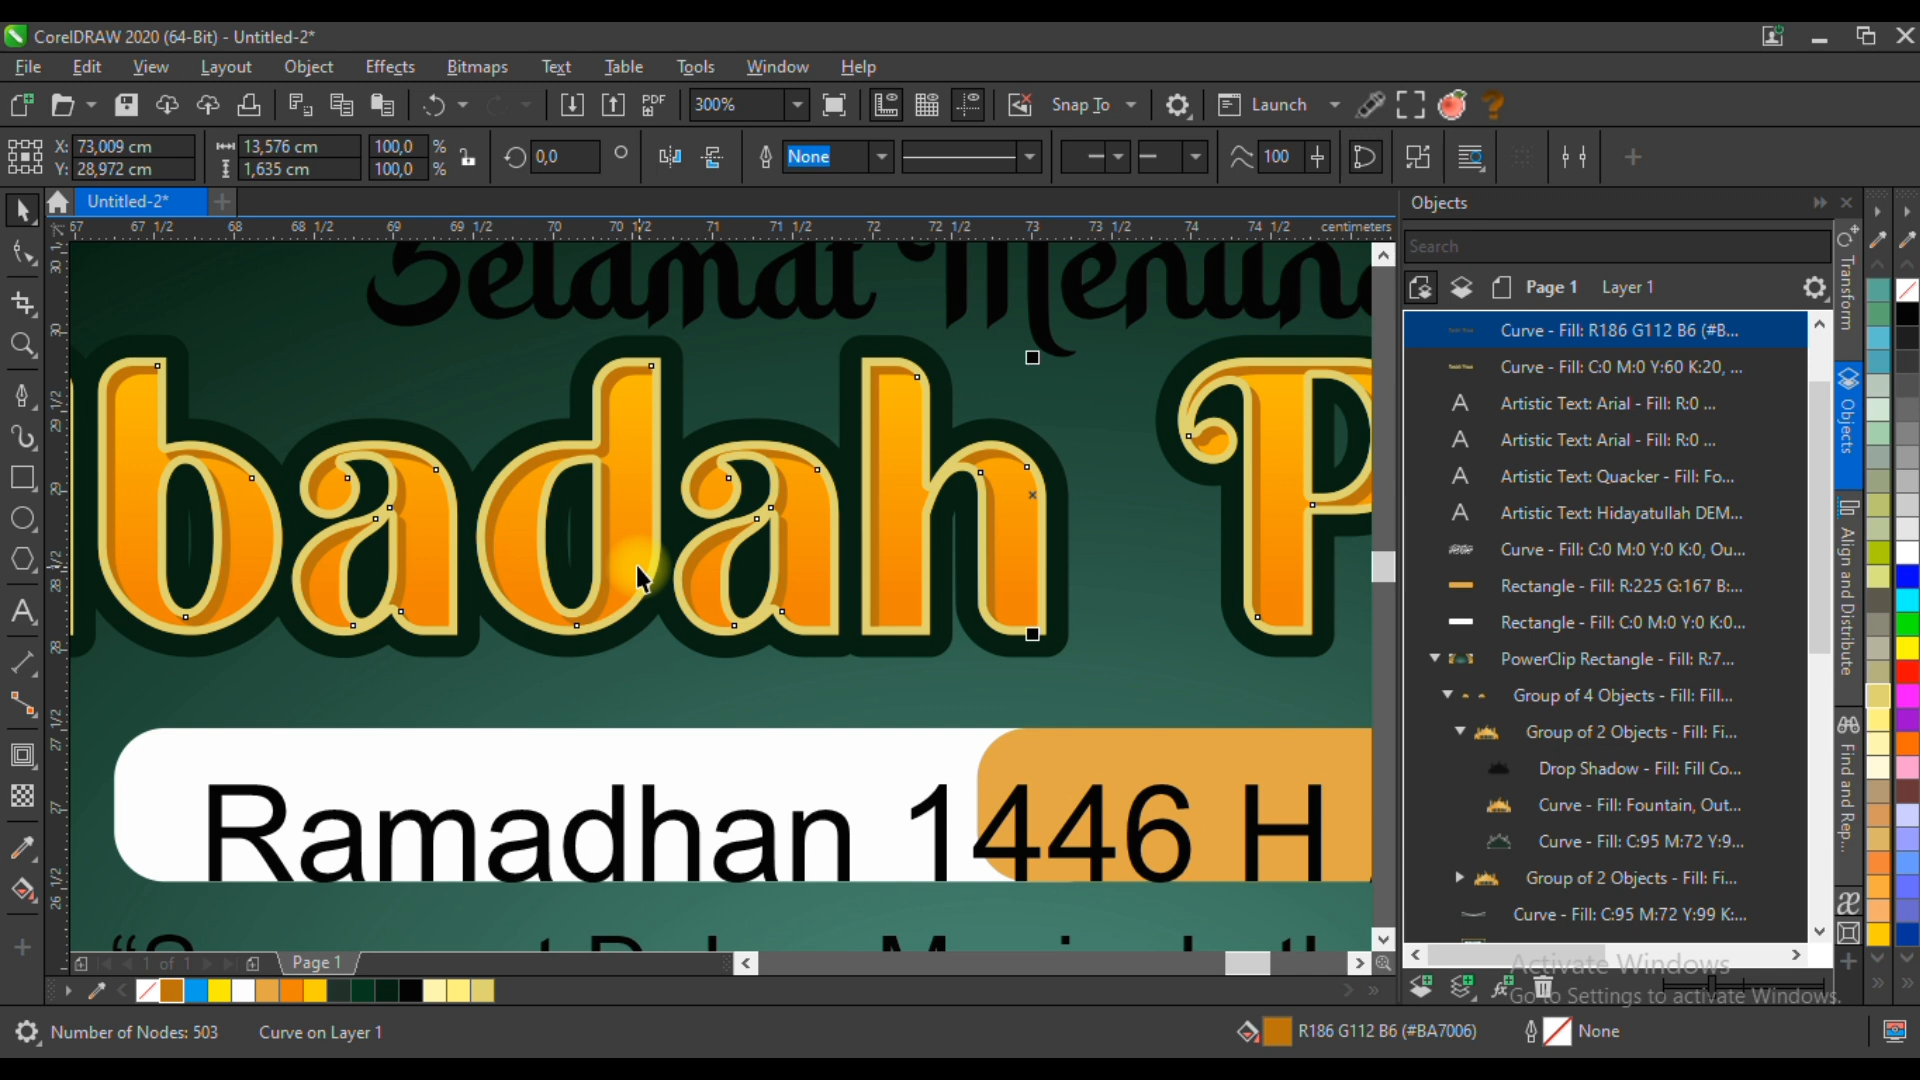 CorelDRAW 2020 (64-Bit) - Untitled-2*
File Edit View Layout Object Effects Bitmaps Text Table Tools Window Help
PDF 300% Snap To Launch
X: 73,009 cm 13,576 cm 100,0 % 0,0 None 100
Y: 28,972 cm 1,635 cm 100,0 %
Untitled-2*
67 67 1/2 68 68 1/2 69 69 1/2 70 70 1/2 71 71 1/2 72 72 1/2 73 73 1/2 74 74 1/2 centimeters
Selamat Menuna
badah P
Ramadhan 1446 H
1 of 1 Page 1
Objects
Search
Page 1 Layer 1
Curve - Fill: R186 G112 B6 (#B...
Curve - Fill: C:0 M:0 Y:60 K:20, ...
Artistic Text: Arial - Fill: R:0 ...
Artistic Text: Arial - Fill: R:0 ...
Artistic Text: Quacker - Fill: Fo...
Artistic Text: Hidayatullah DEM...
Curve - Fill: C:0 M:0 Y:0 K:0, Ou...
Rectangle - Fill: R:225 G:167 B:...
Rectangle - Fill: C:0 M:0 Y:0 K:0...
PowerClip Rectangle - Fill: R:7...
Group of 4 Objects - Fill: Fill...
Group of 2 Objects - Fill: Fi...
Drop Shadow - Fill: Fill Co...
Curve - Fill: Fountain, Out...
Curve - Fill: C:95 M:72 Y:9...
Group of 2 Objects - Fill: Fi...
Curve - Fill: C:95 M:72 Y:99 K:...
Transform
Objects
Align and Distribute
Find and Rep...
Activate Windows
Go to Settings to activate Windows.
Number of Nodes: 503 Curve on Layer 1 R186 G112 B6 (#BA7006) None